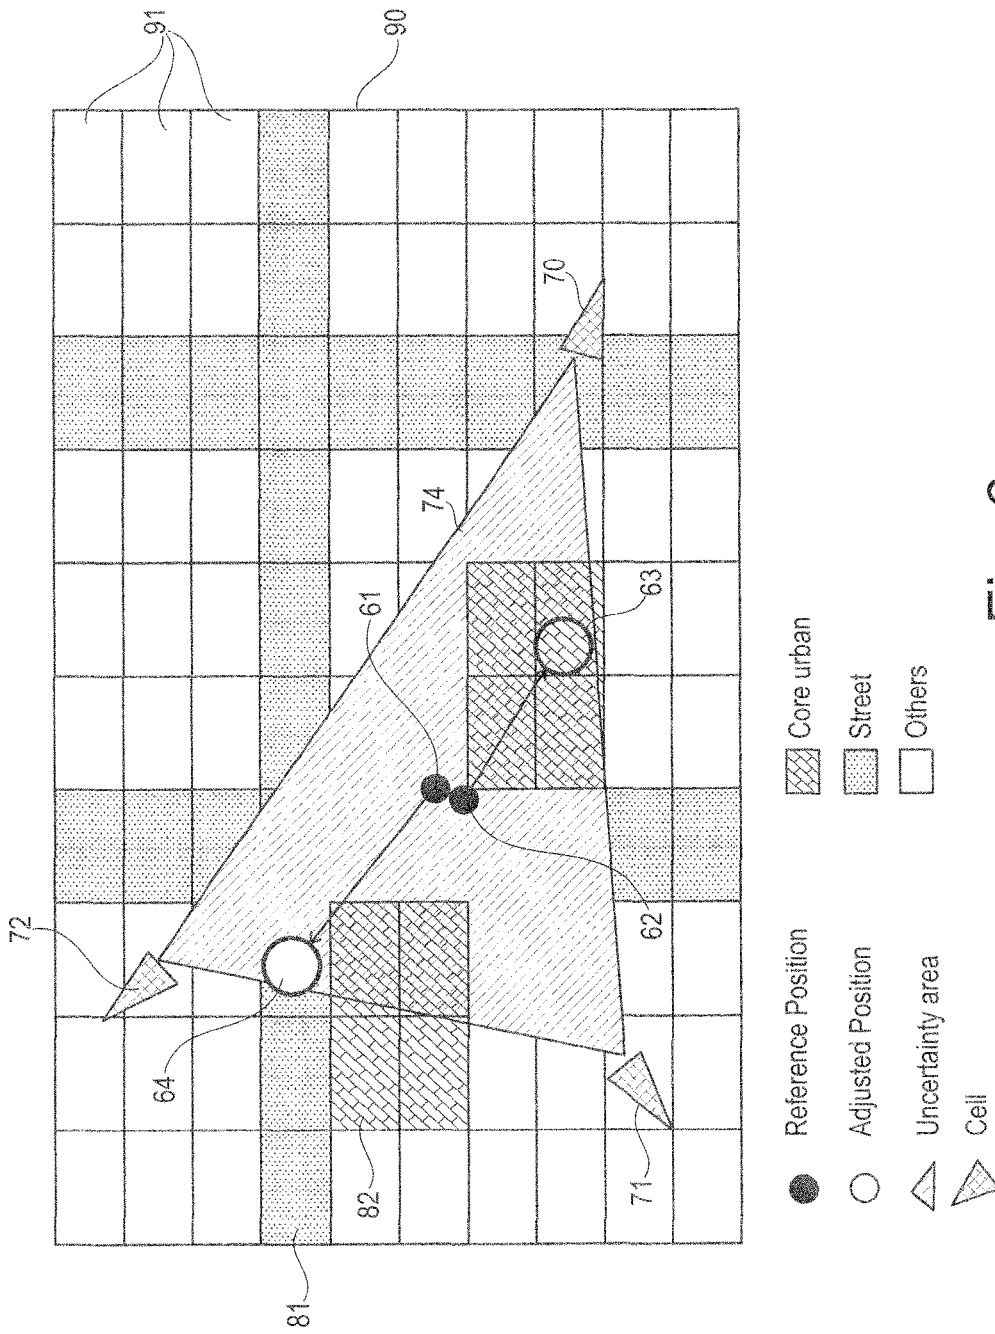 72
81
64
82
71
61
62
74
63
70
91
90
Reference Position
Adjusted Position
Uncertainty area
Cell
Core urban
Street
Others